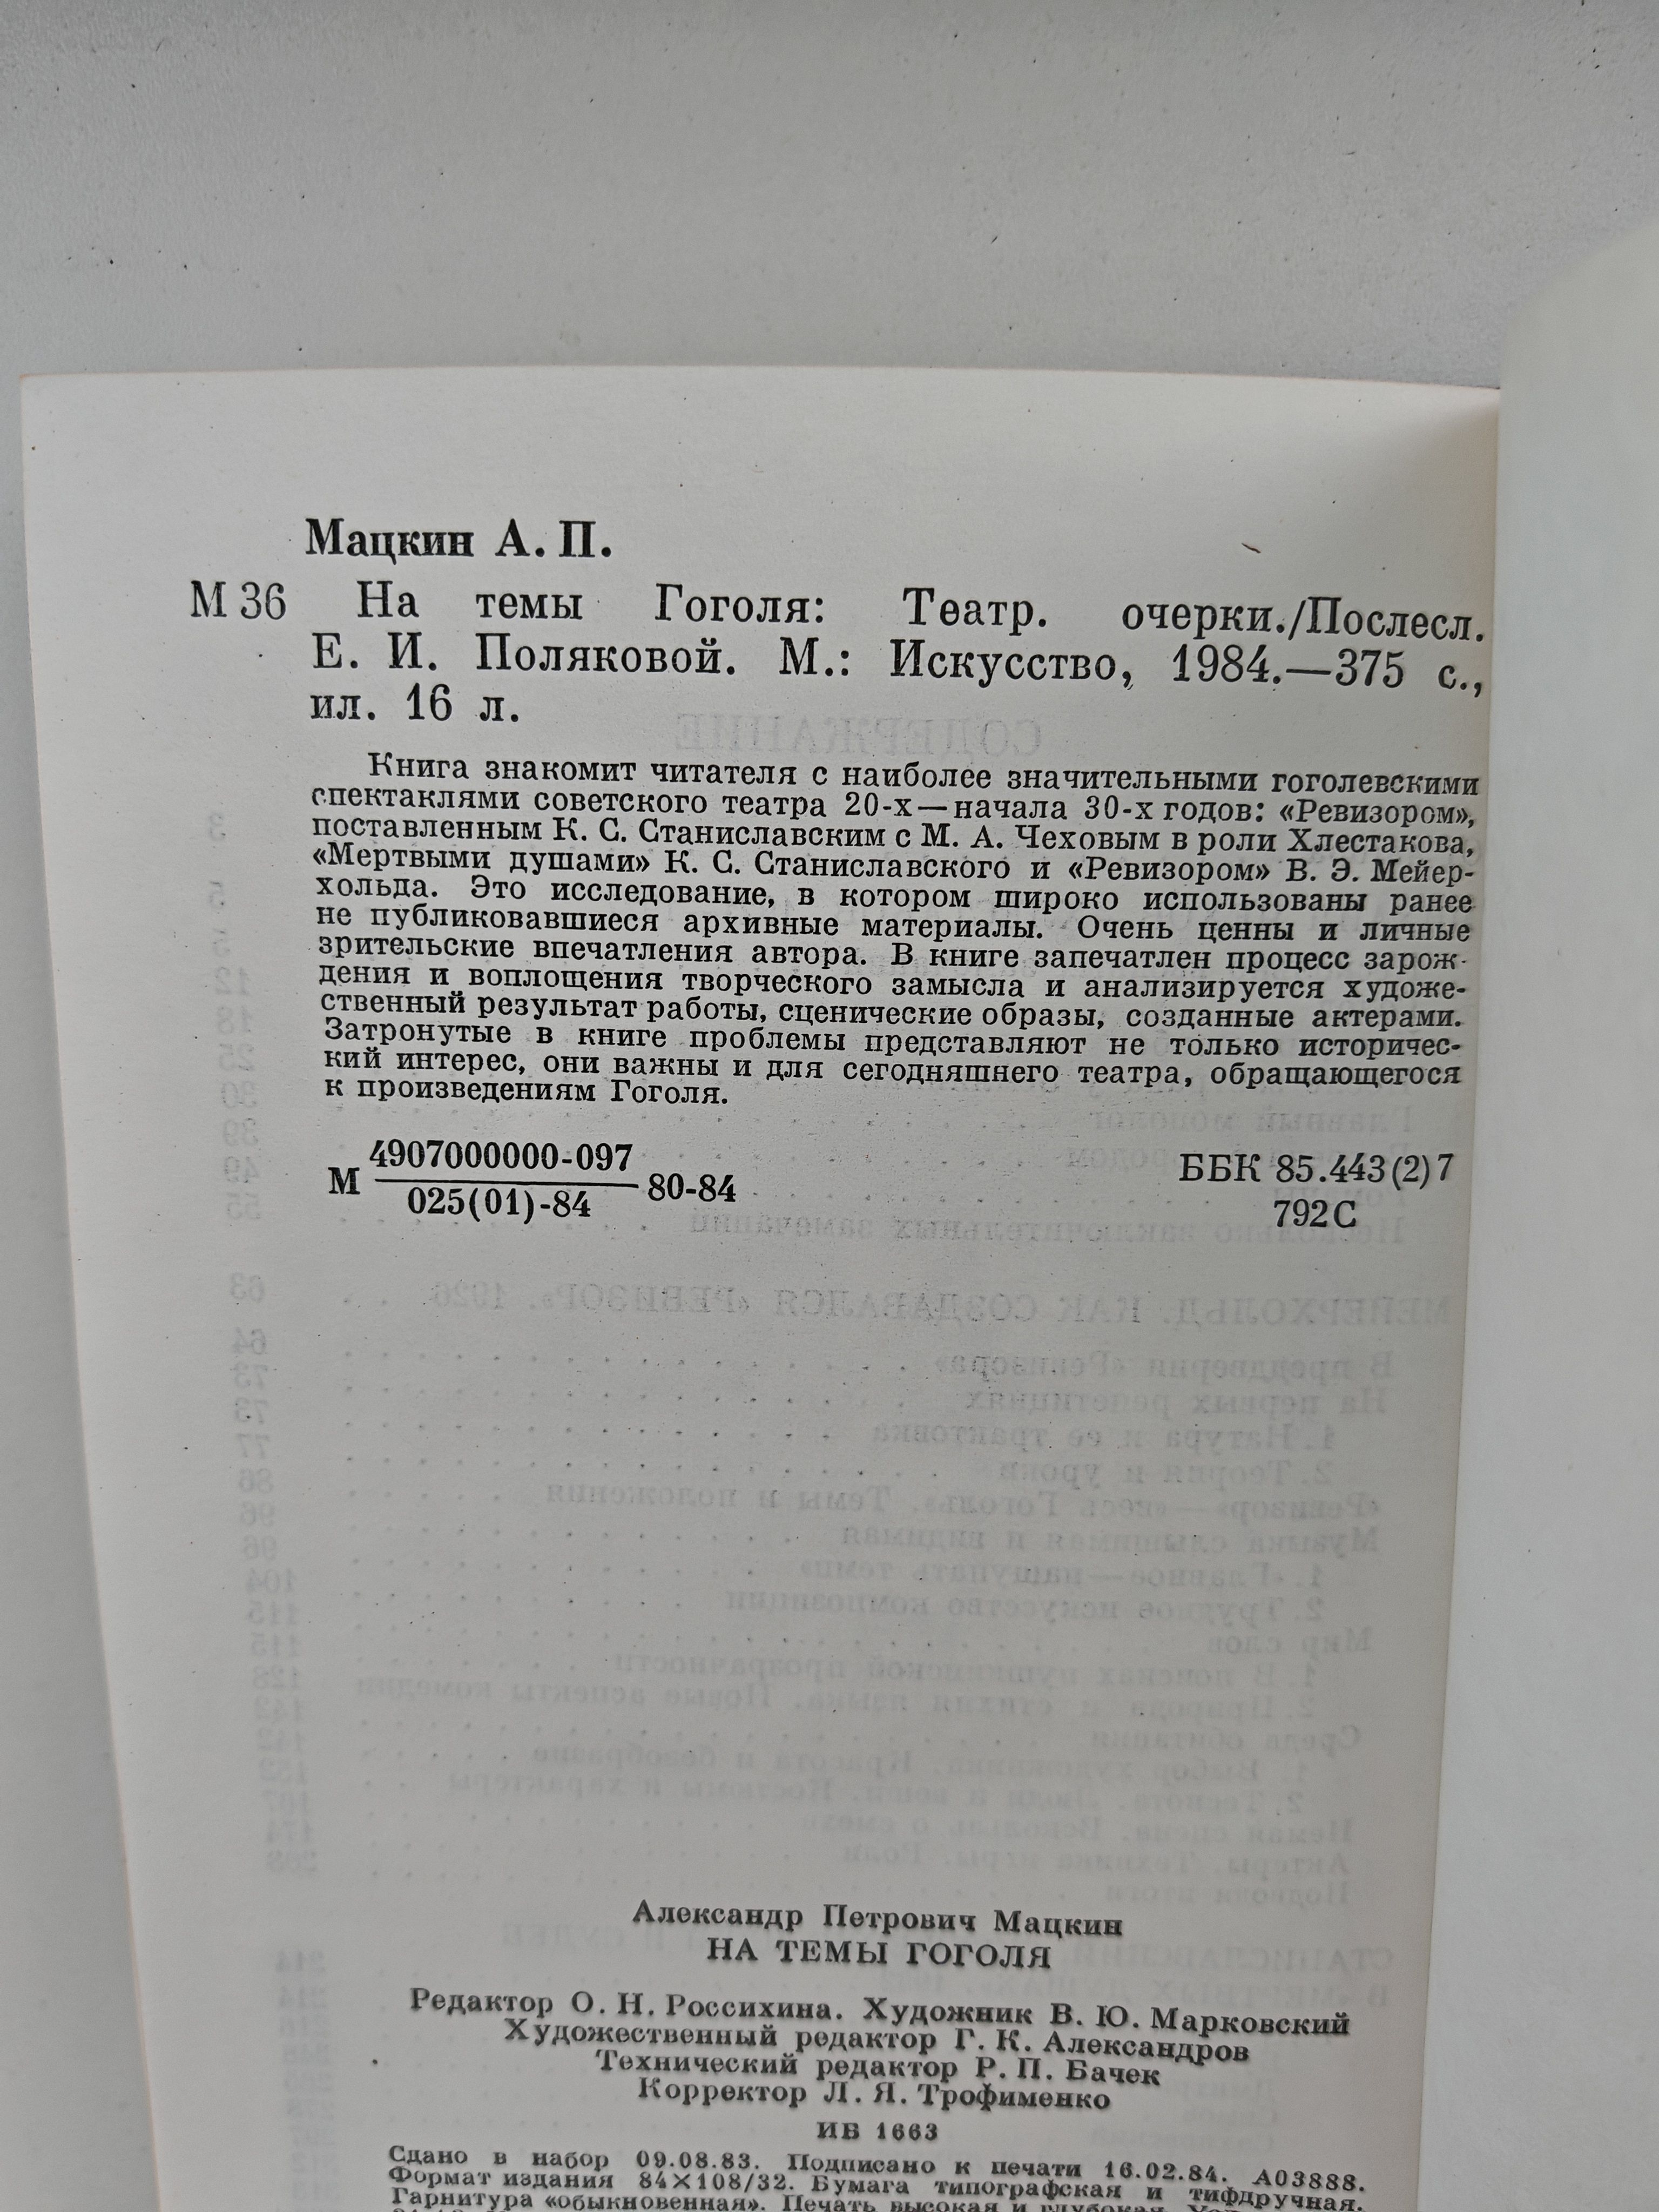 Мацкин А. П.
М 36 На темы Гоголя: Театр. очерки./Послесл.
Е. И. Поляковой. М.: Искусство, 1984.—375 с.,
ил. 16 л.
Книга знакомит читателя с наиболее значительными гоголевскими
спектаклями советского театра 20-х—начала 30-х годов: «Ревизором»,
поставленным К. С. Станиславским с М. А. Чеховым в роли Хлестакова,
«Мертвыми душами» К. С. Станиславского и «Ревизором» В. Э. Мейер-
хольда. Это исследование, в котором широко использованы ранее
не публиковавшиеся архивные материалы. Очень ценны и личные
зрительские впечатления автора. В книге запечатлен процесс зарож-
дения и воплощения творческого замысла и анализируется художе-
ственный результат работы, сценические образы, созданные актерами.
Затронутые в книге проблемы представляют не только историчес-
кий интерес, они важны и для сегодняшнего театра, обращающегося
к произведениям Гоголя.
М 4907000000-097 / 025(01)-84 80-84
ББК 85.443(2)7
792С
Александр Петрович Мацкин
НА ТЕМЫ ГОГОЛЯ
Редактор О. Н. Россихина. Художник В. Ю. Марковский
Художественный редактор Г. К. Александров
Технический редактор Р. П. Бачек
Корректор Л. Я. Трофименко
ИБ 1663
Сдано в набор 09.08.83. Подписано к печати 16.02.84. А03888.
Формат издания 84×108/32. Бумага типографская и тифдручная.
Гарнитура «обыкновенная». Печать высокая и глубокая.